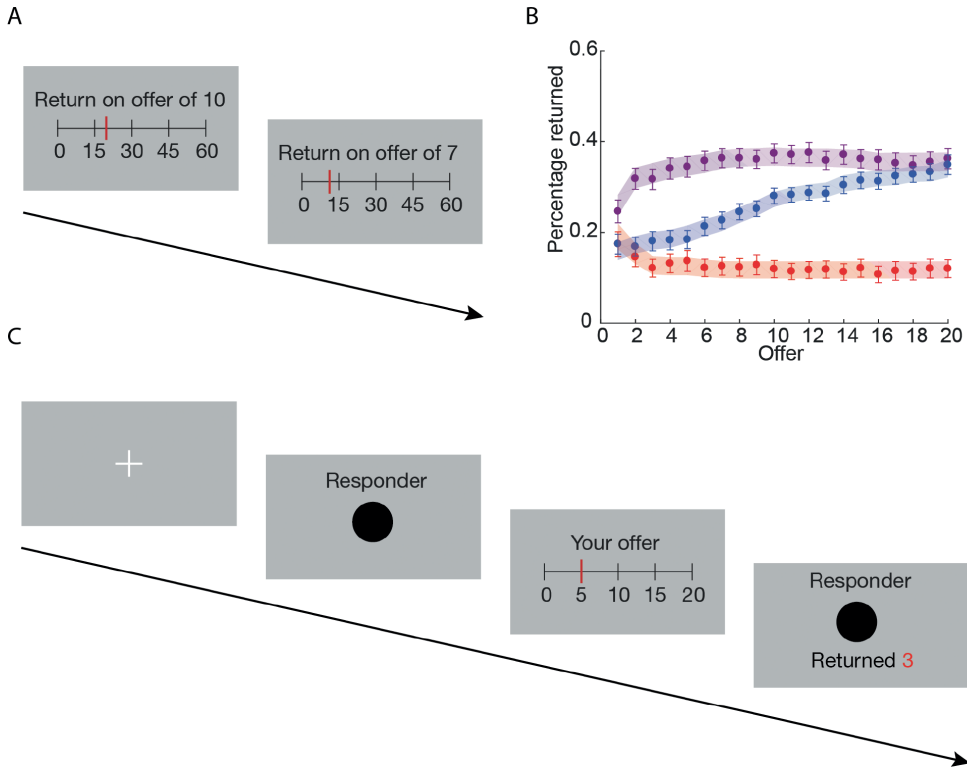 A
Return on offer of 10
0 15 30 45 60
Return on offer of 7
0 15 30 45 60
B
Percentage returned
0.6
0.4
0.2
0
0 2 4 6 8 10 12 14 16 18 20
Offer
C
Responder
Your offer
0 5 10 15 20
Responder
Returned 3